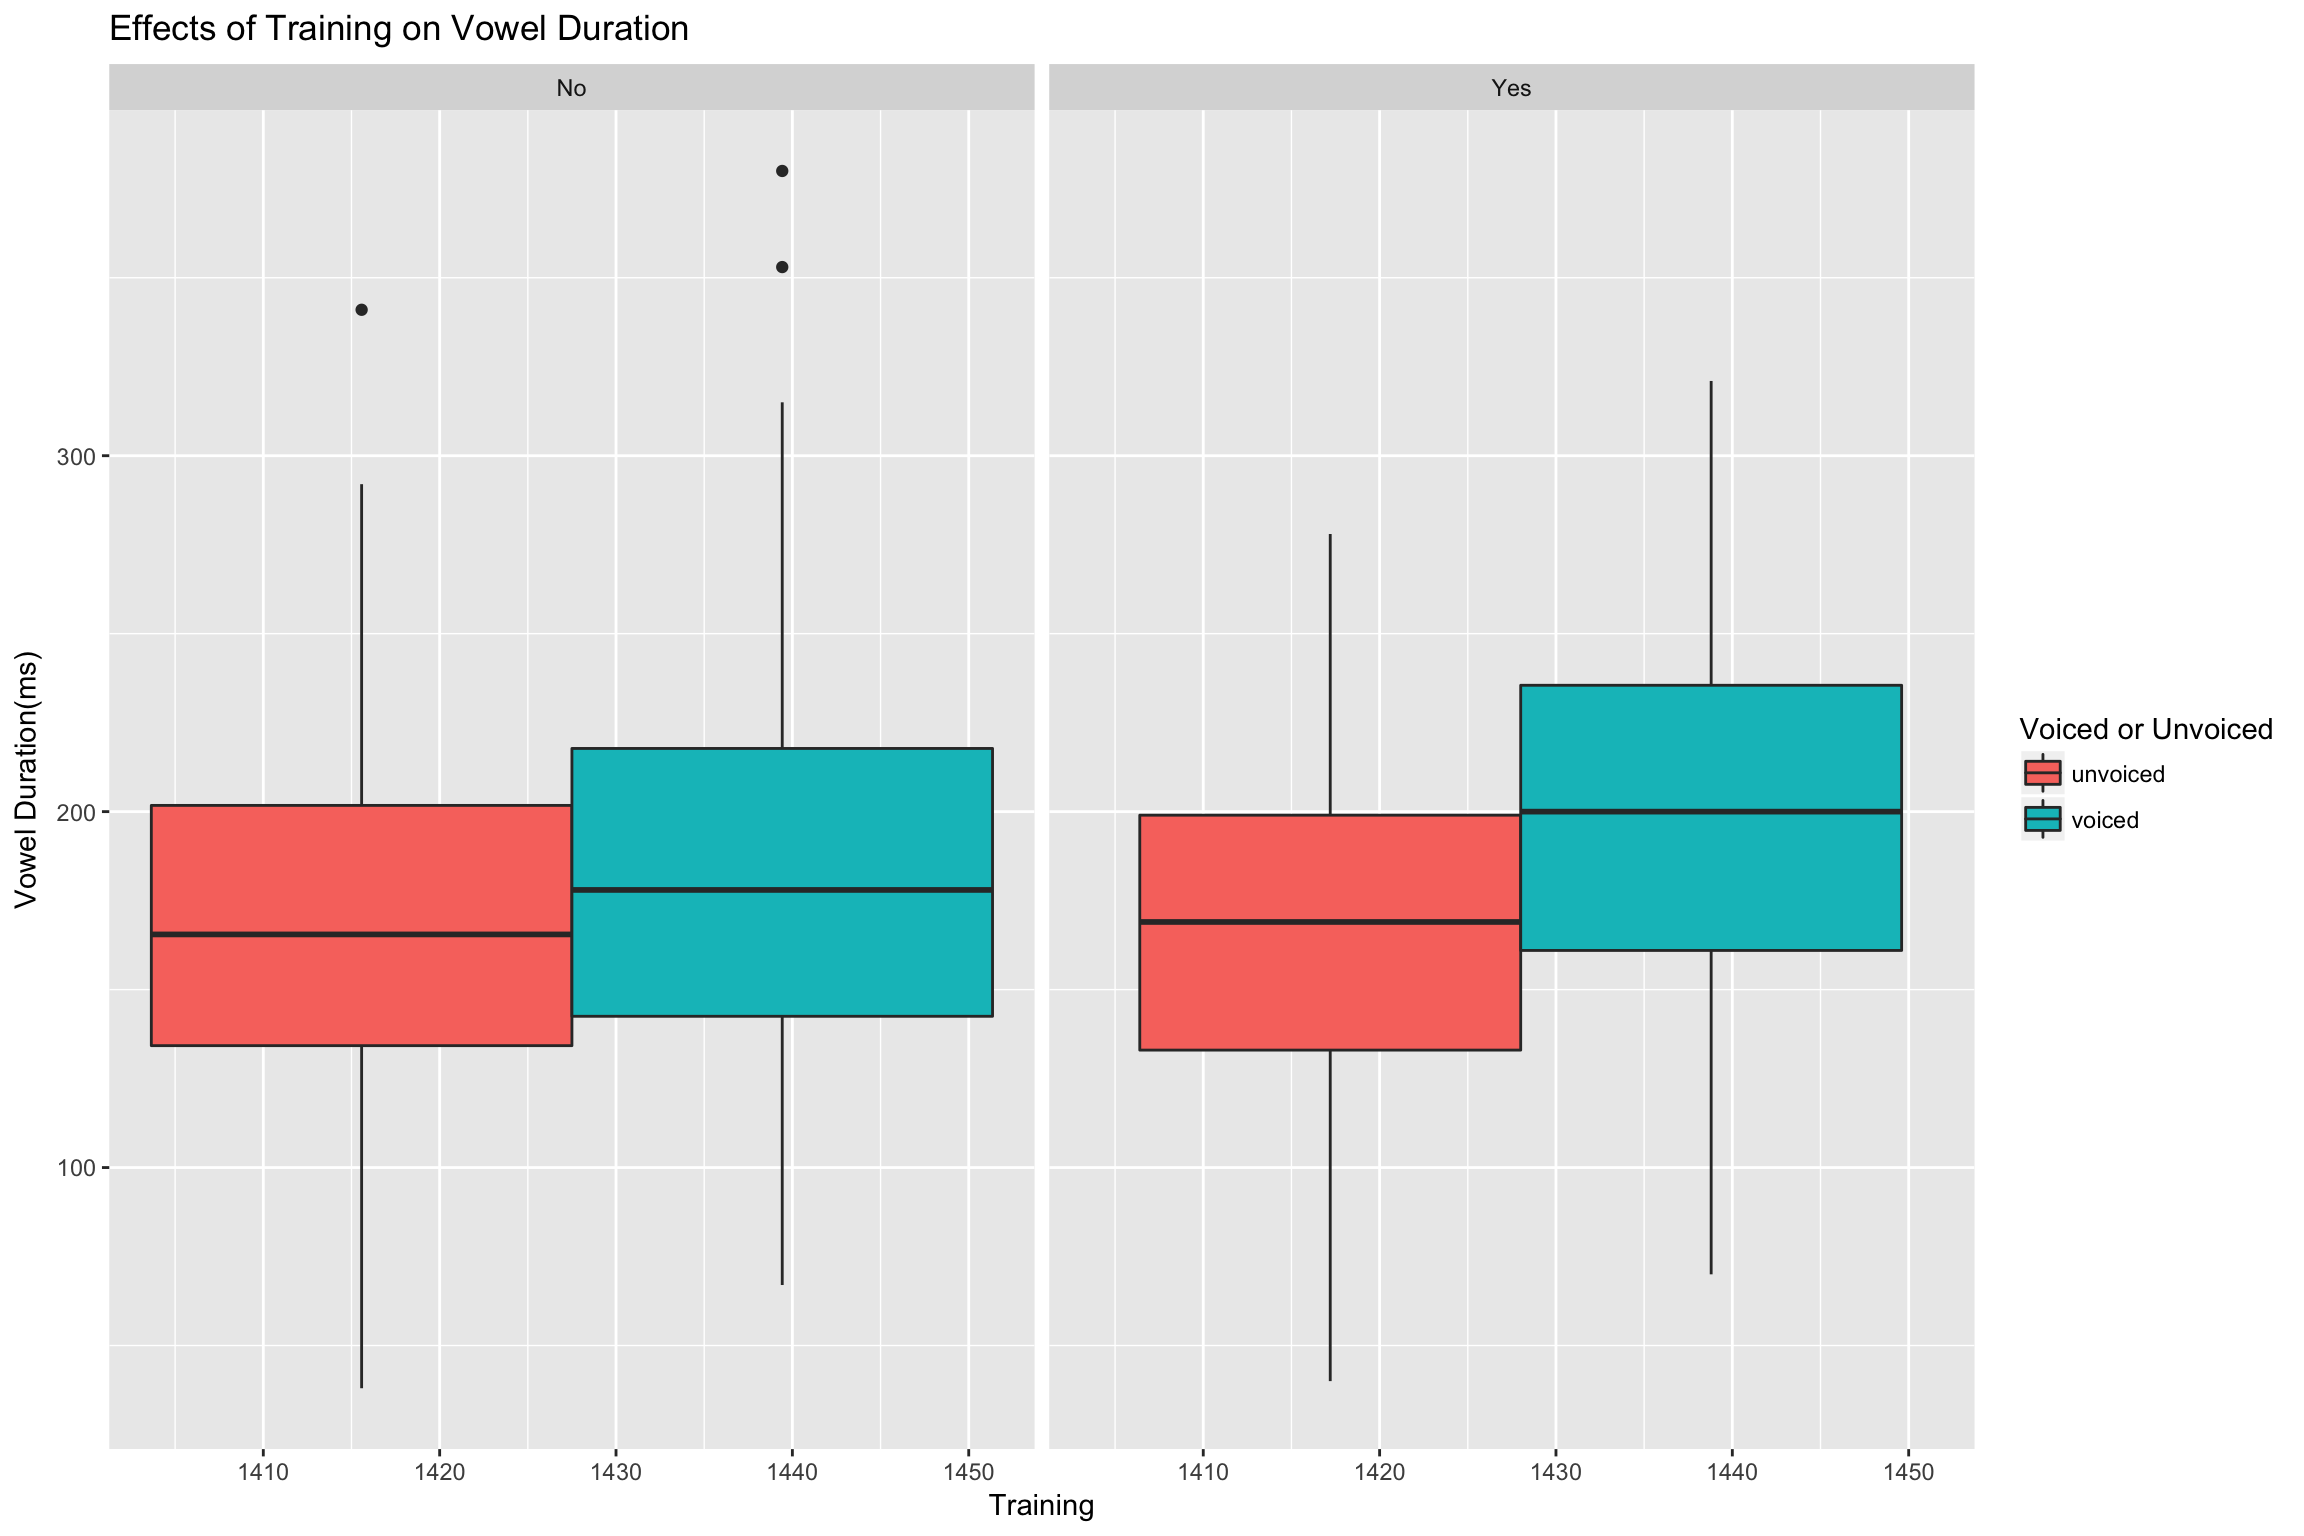 Effects of Training on Vowel Duration
No
Yes
Vowel Duration(ms)
300
200
100
1410 1420 1430 1440 1450
1410 1420 1430 1440 1450
Training
Voiced or Unvoiced
unvoiced
voiced